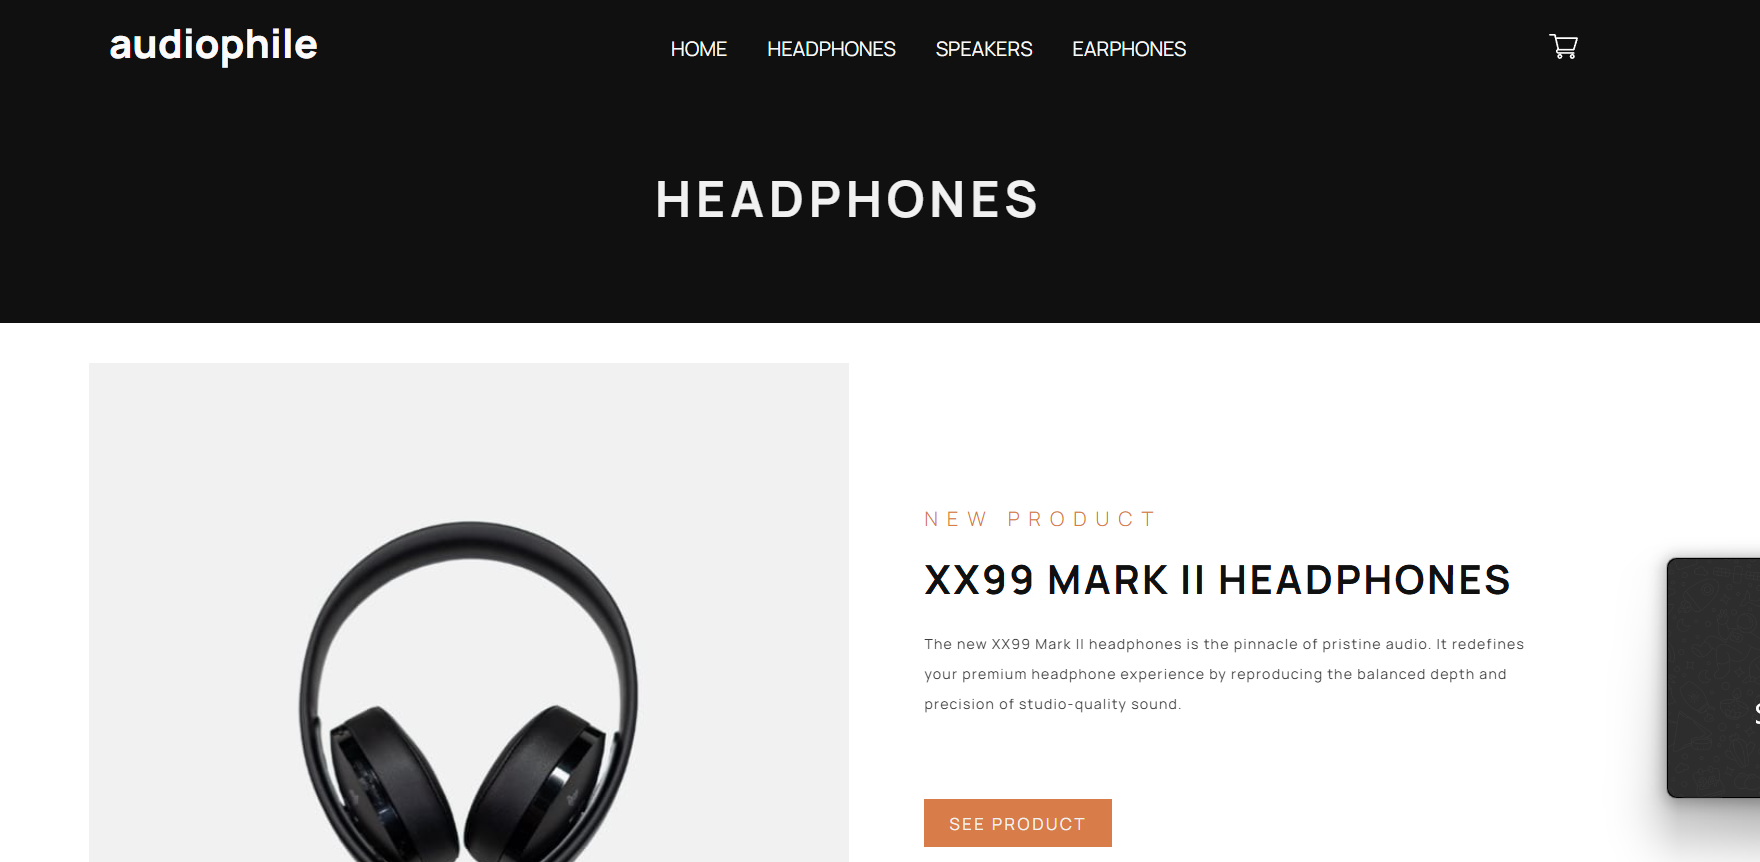 audiophile
HOME HEADPHONES SPEAKERS EARPHONES
HEADPHONES
NEW PRODUCT
XX99 MARK II HEADPHONES
The new XX99 Mark II headphones is the pinnacle of pristine audio. It redefines
your premium headphone experience by reproducing the balanced depth and
precision of studio-quality sound.
SEE PRODUCT